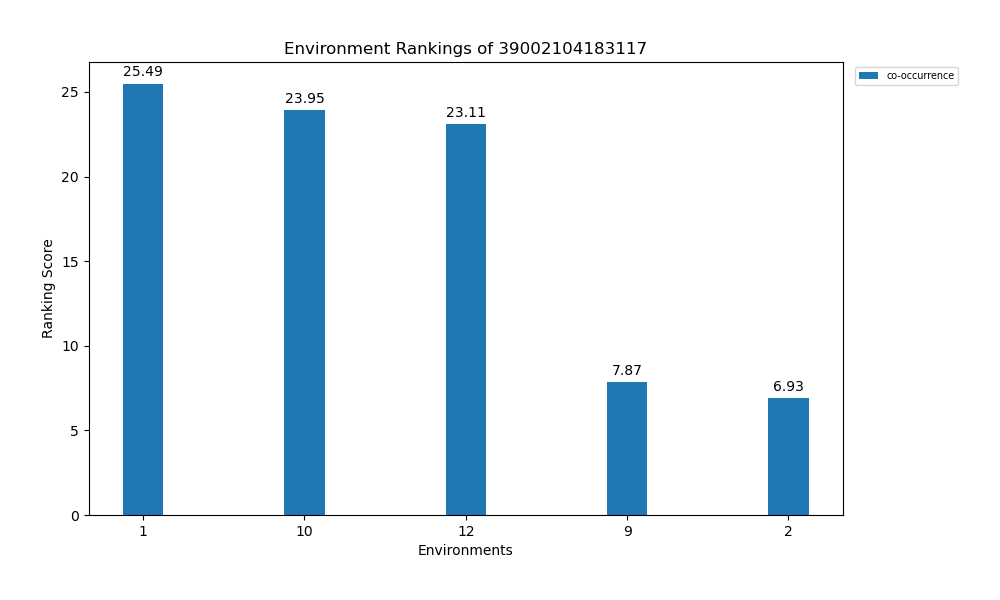 Environment Rankings of 39002104183117
co-occurrence
25.49
23.95
23.11
7.87
6.93
Ranking Score
25
20
15
10
5
0
1 10 12 9 2
Environments